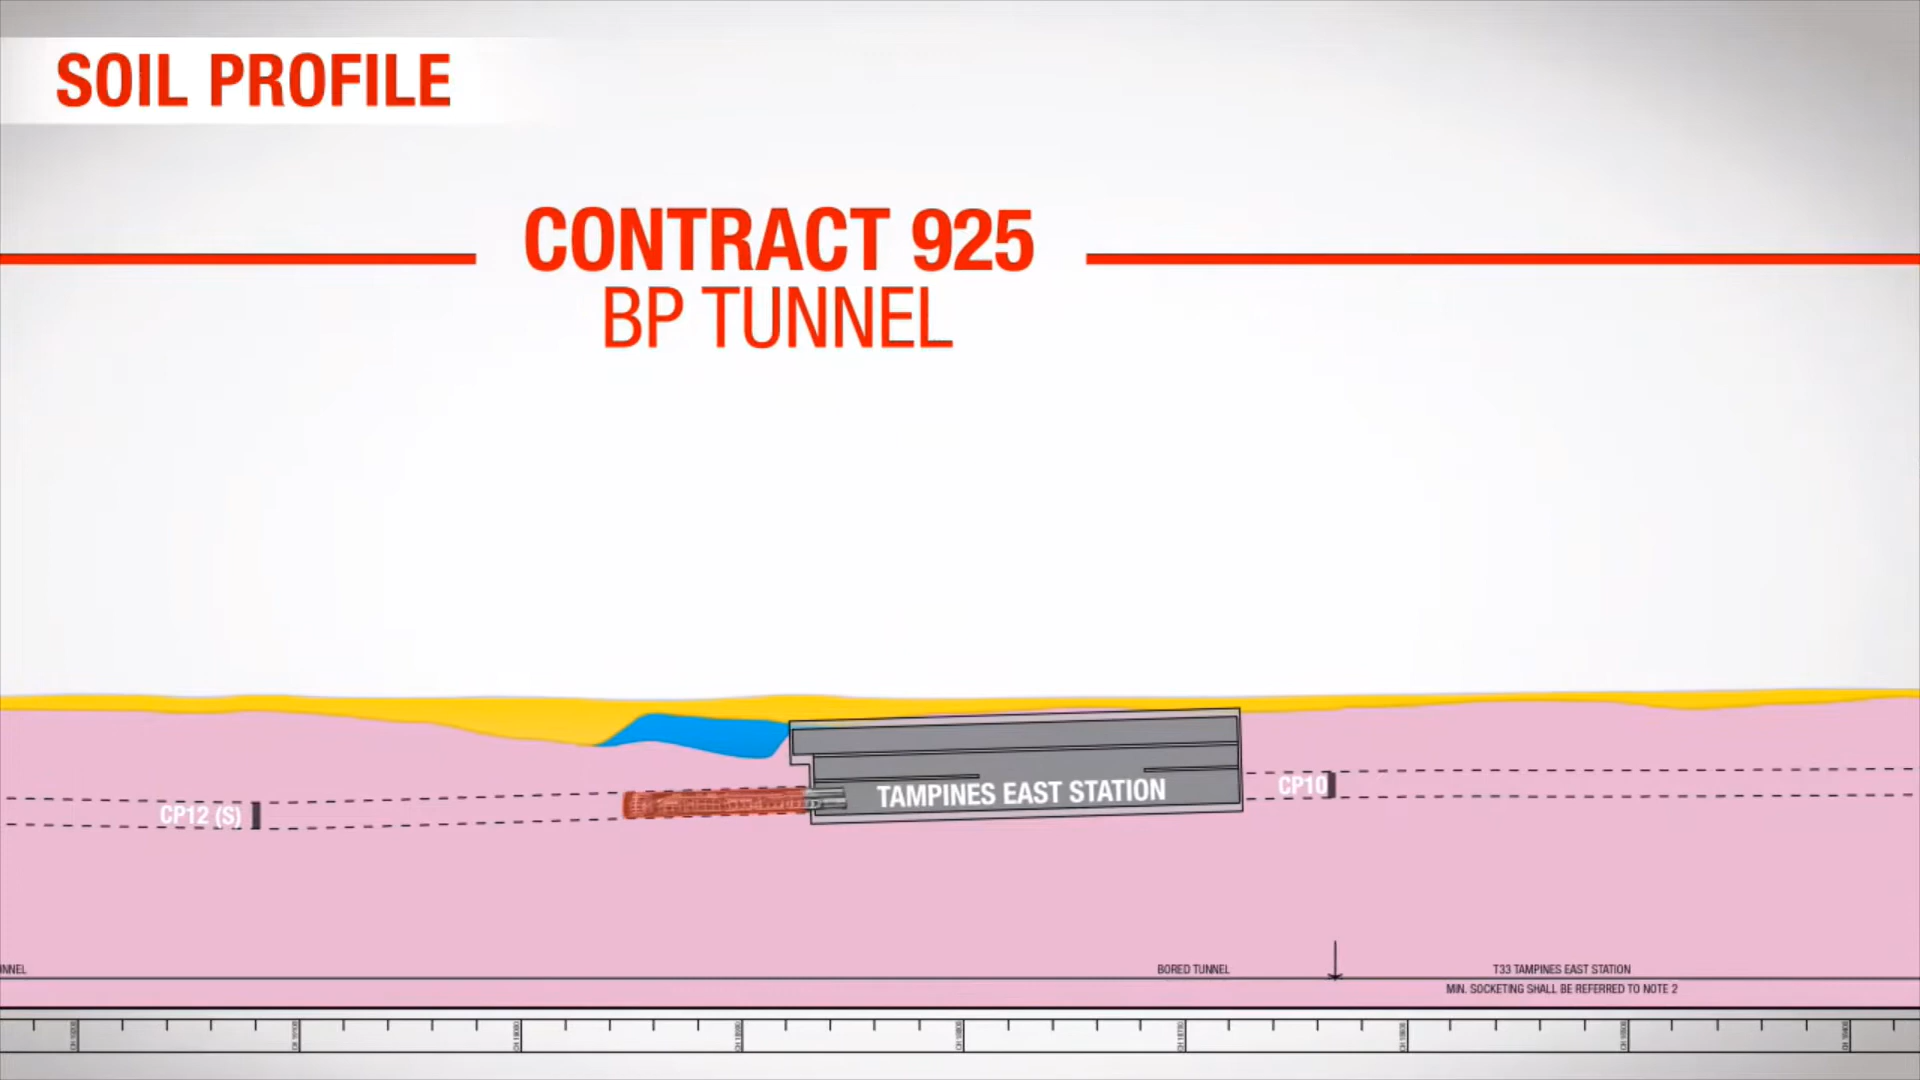 SOIL PROFILE
CONTRACT 925
BP TUNNEL
CP12 (S)
TAMPINES EAST STATION
CP10
BORED TUNNEL
T33 TAMPINES EAST STATION
MIN. SOCKETING SHALL BE REFERRED TO NOTE 2